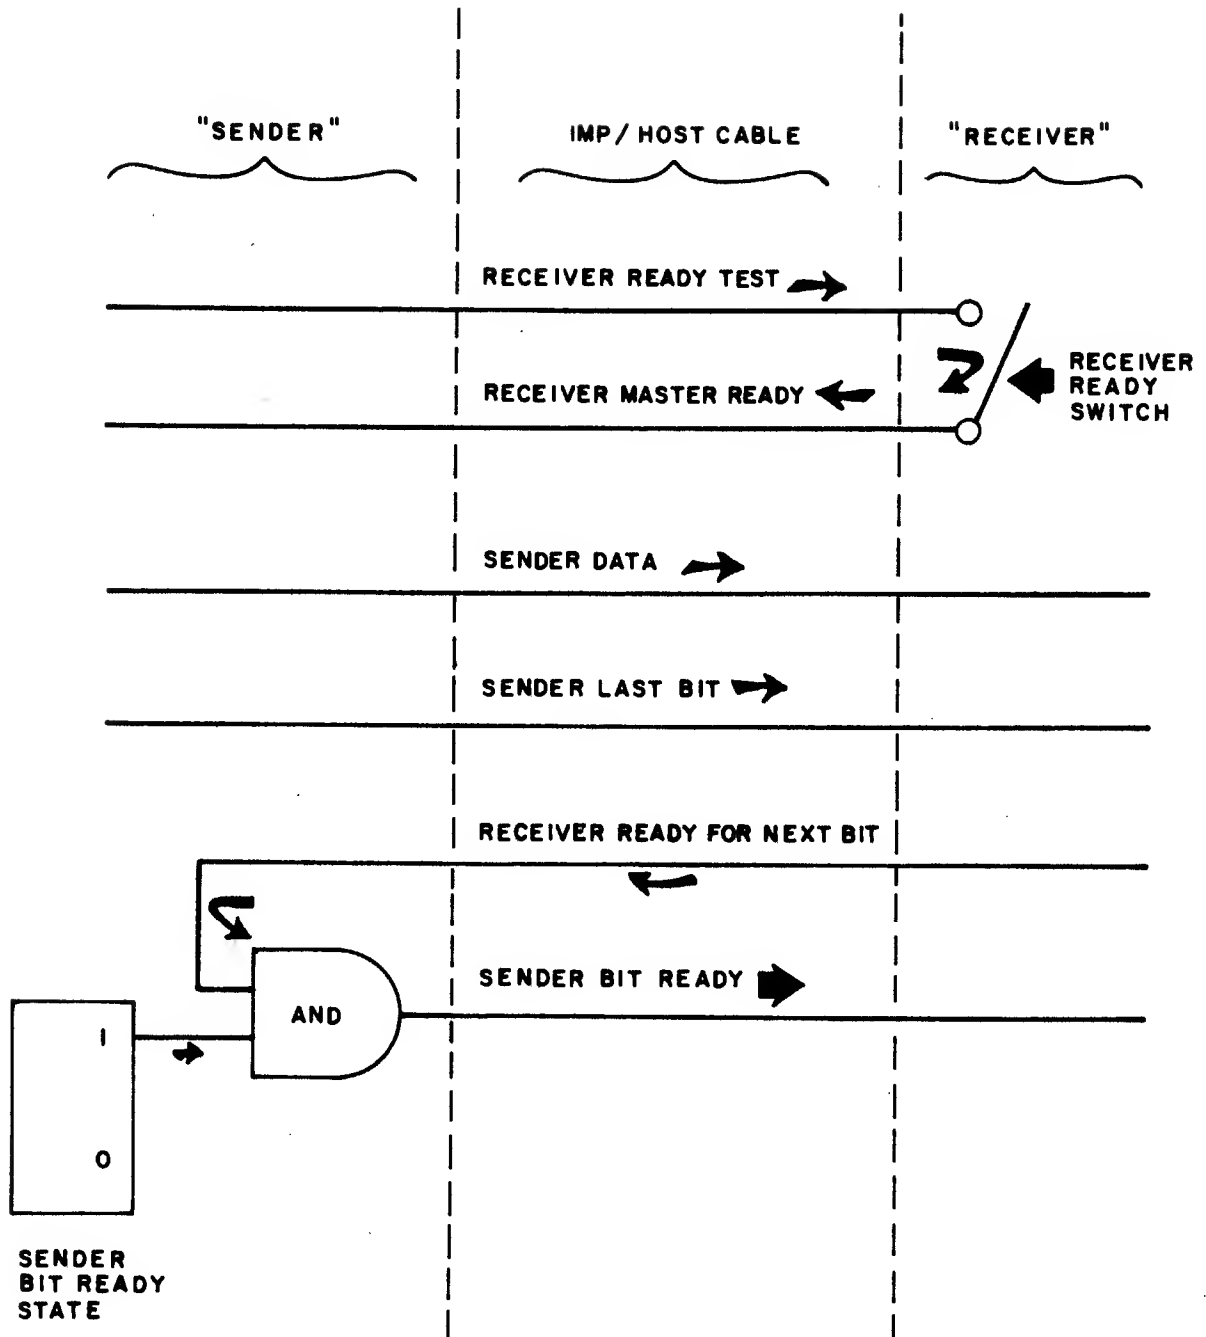 "SENDER"
IMP/HOST CABLE
"RECEIVER"
RECEIVER READY TEST
RECEIVER MASTER READY
RECEIVER
READY
SWITCH
SENDER DATA
SENDER LAST BIT
RECEIVER READY FOR NEXT BIT
SENDER BIT READY
AND
1
0
SENDER
BIT READY
STATE